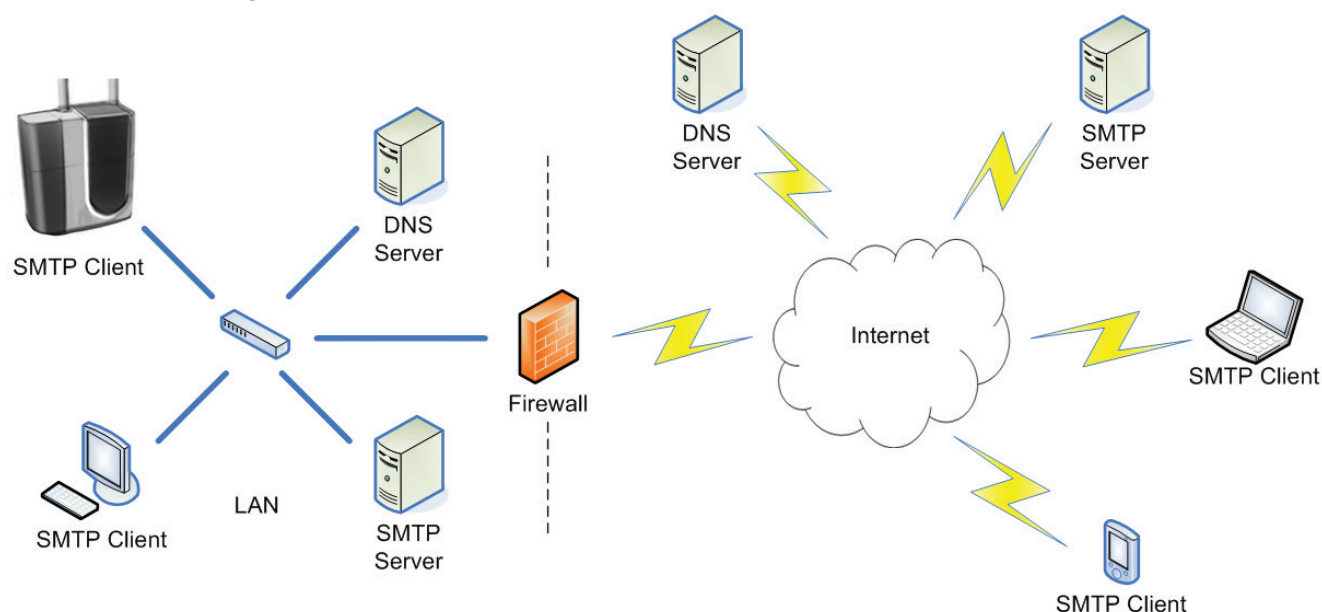 DNS
Server
SMTP
Server
DNS
Server
SMTP Client
Internet
SMTP Client
Firewall
LAN
SMTP Client
SMTP
Server
SMTP Client